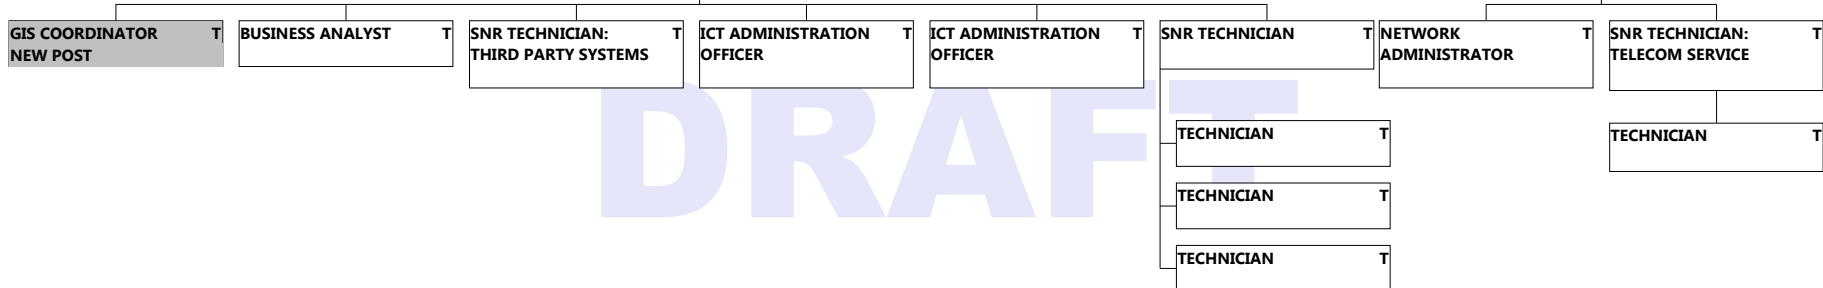 GIS COORDINATOR T
NEW POST
BUSINESS ANALYST T
SNR TECHNICIAN: T
THIRD PARTY SYSTEMS
ICT ADMINISTRATION T
OFFICER
ICT ADMINISTRATION T
OFFICER
SNR TECHNICIAN T
NETWORK T
ADMINISTRATOR
SNR TECHNICIAN: T
TELECOM SERVICE
DRAFT
TECHNICIAN T
TECHNICIAN T
TECHNICIAN T
TECHNICIAN T